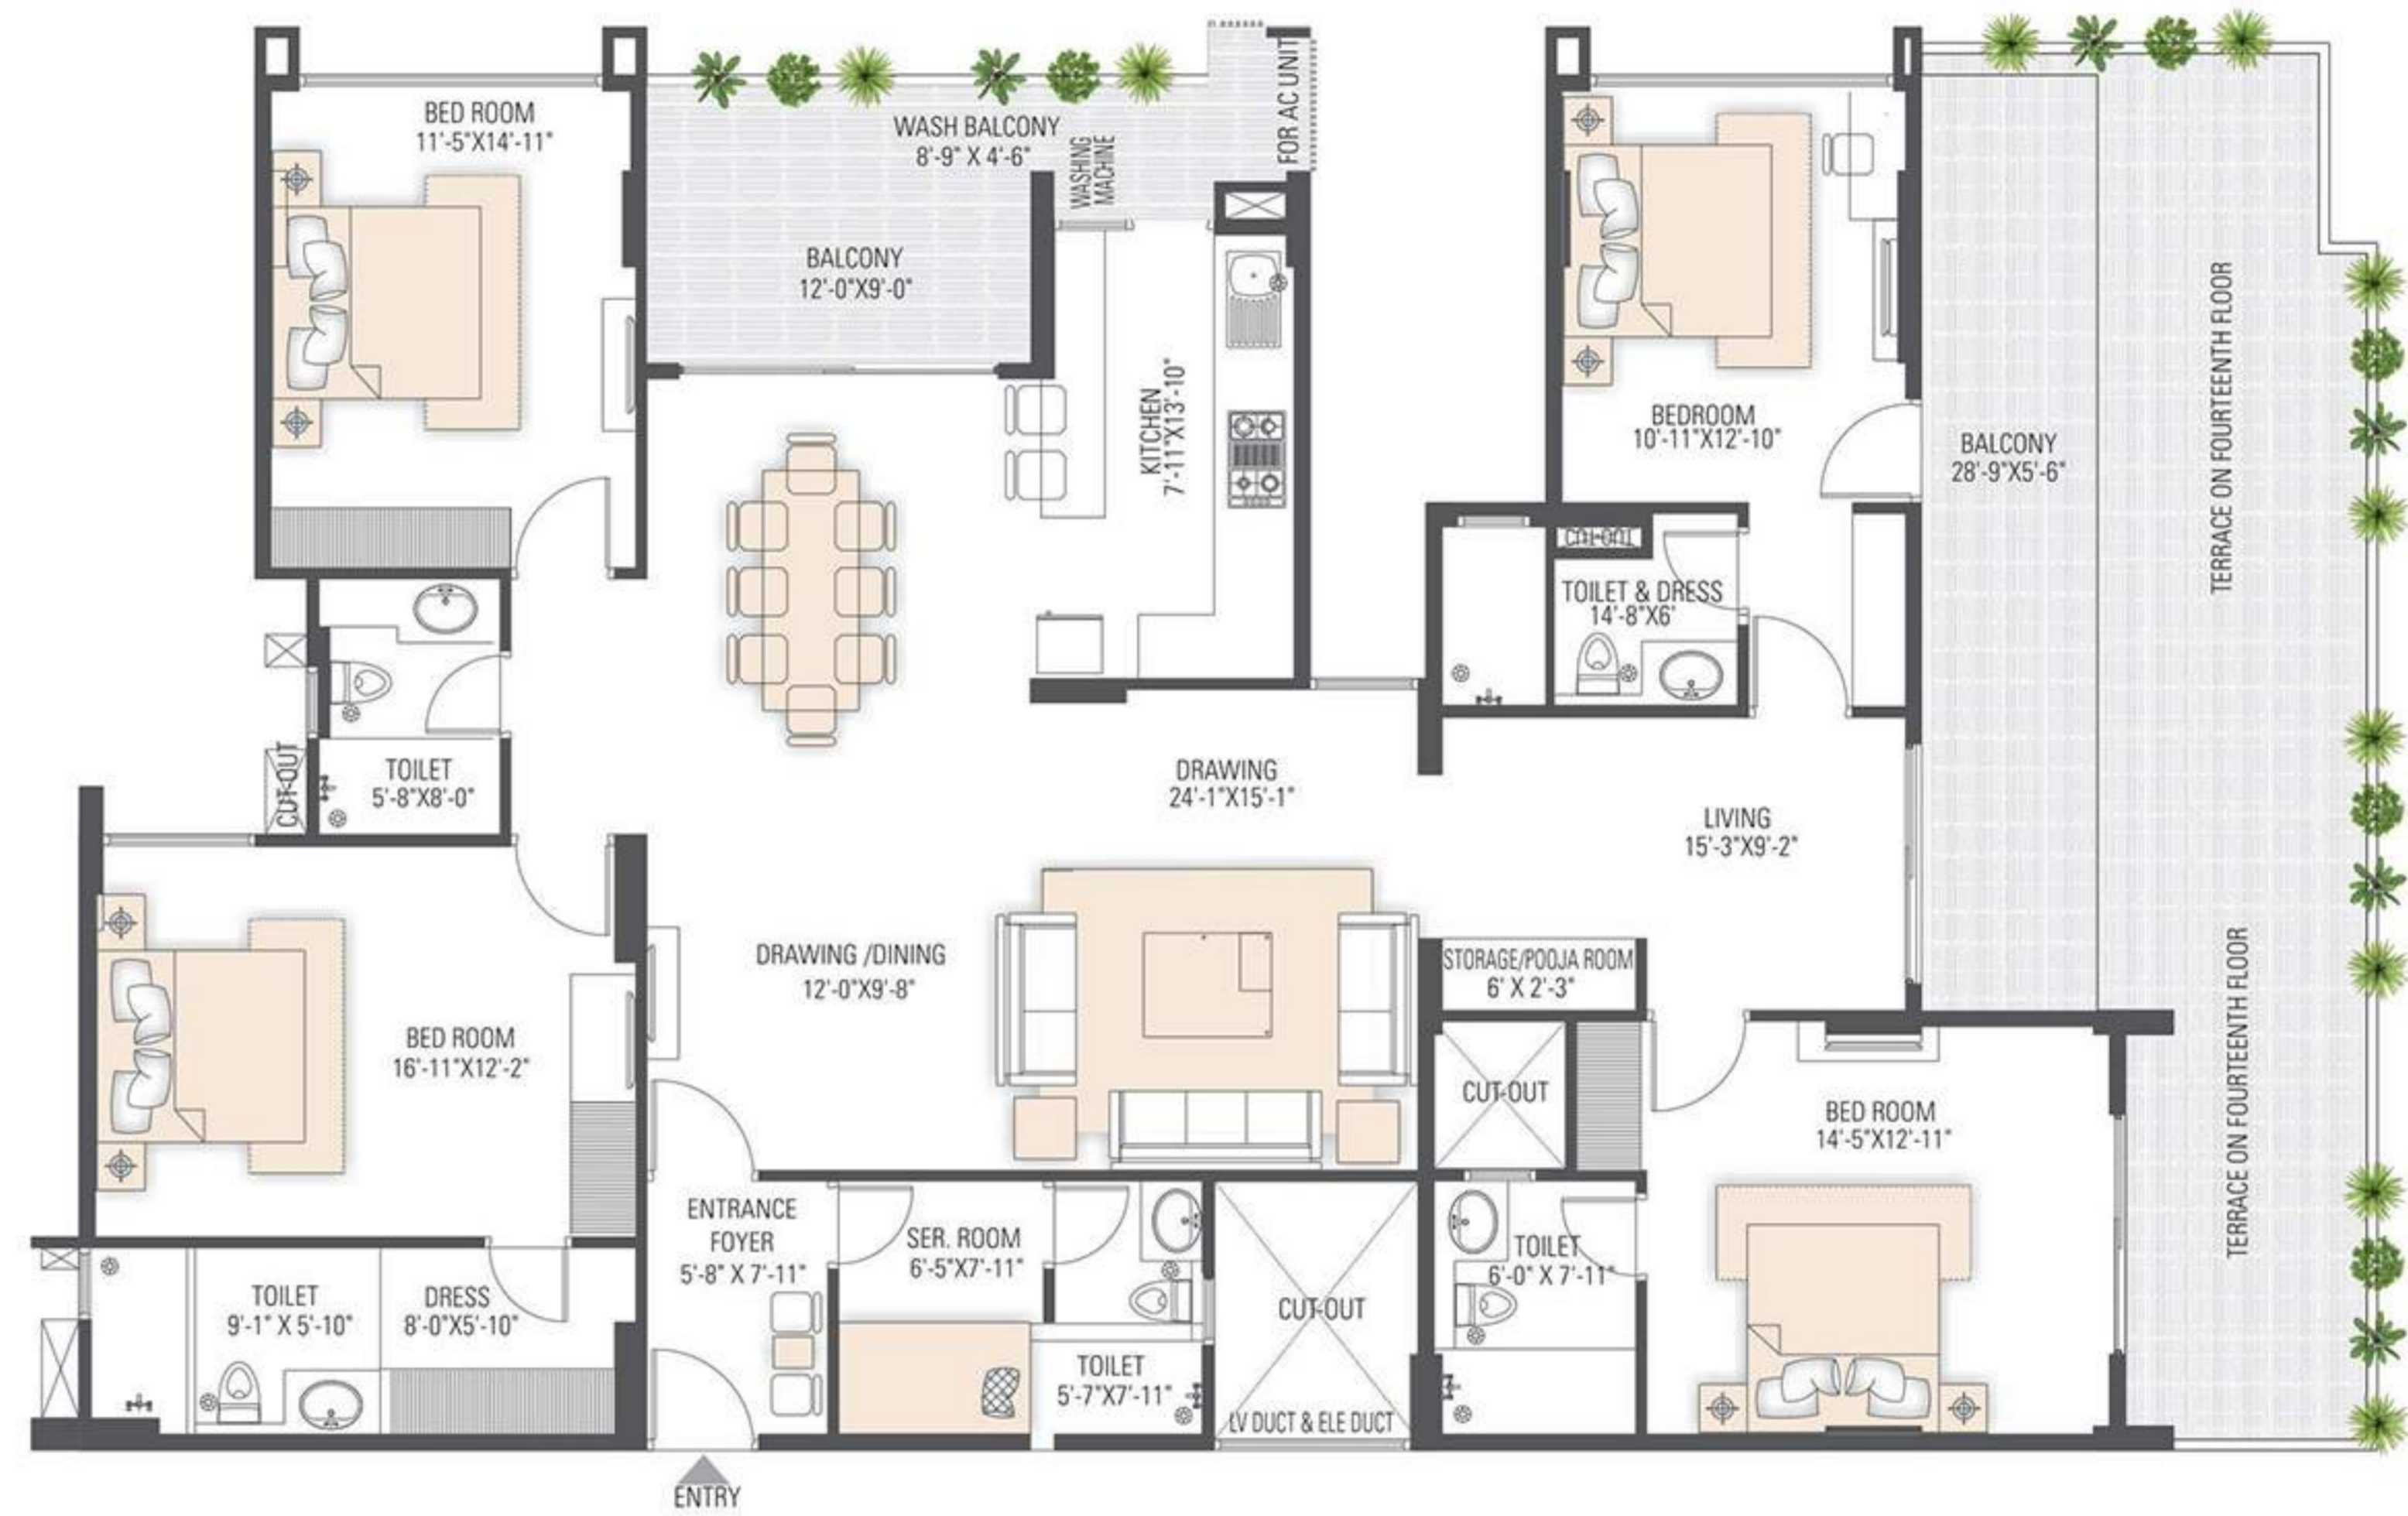 BED ROOM
11'-5"X14'-11"
WASH BALCONY
8'-9" X 4'-6"
WASHING
MACHINE
FOR AC UNIT
BALCONY
12'-0"X9'-0"
KITCHEN
7'-11"X13'-10"
BEDROOM
10'-11"X12'-10"
BALCONY
28'-9"X5'-6"
TERRACE ON FOURTEENTH FLOOR
CUT-OUT
TOILET & DRESS
14'-8"X6'
CUT-OUT
TOILET
5'-8"X8'-0"
DRAWING
24'-1"X15'-1"
LIVING
15'-3"X9'-2"
DRAWING /DINING
12'-0"X9'-8"
STORAGE/POOJA ROOM
6' X 2'-3"
BED ROOM
16'-11"X12'-2"
CUT-OUT
BED ROOM
14'-5"X12'-11"
TERRACE ON FOURTEENTH FLOOR
ENTRANCE
FOYER
5'-8" X 7'-11"
SER. ROOM
6'-5"X7'-11"
TOILET
6'-0" X 7'-11"
TOILET
9'-1" X 5'-10"
DRESS
8'-0"X5'-10"
CUT-OUT
TOILET
5'-7"X7'-11"
LV DUCT & ELE DUCT
ENTRY